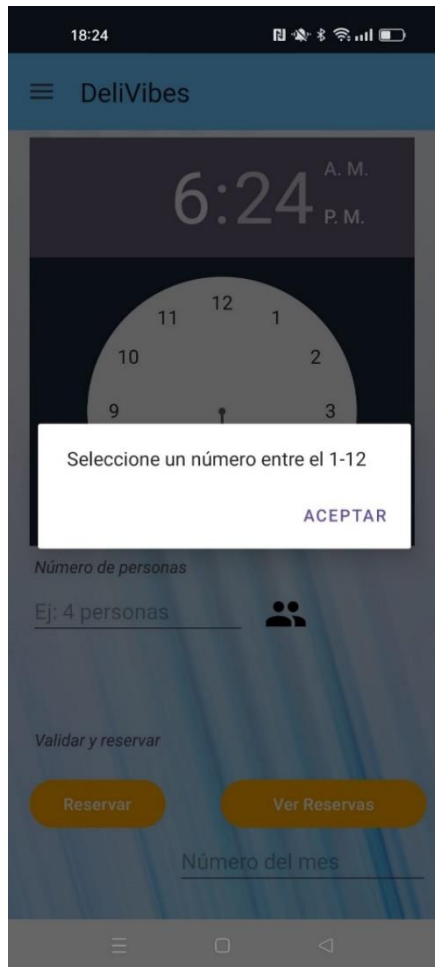 18:24
DeliVibes
6:24
A. M.
P. M.
12
11
1
10
2
9
3
Seleccione un número entre el 1-12
ACEPTAR
Número de personas
Ej: 4 personas
Validar y reservar
Reservar
Ver Reservas
Número del mes